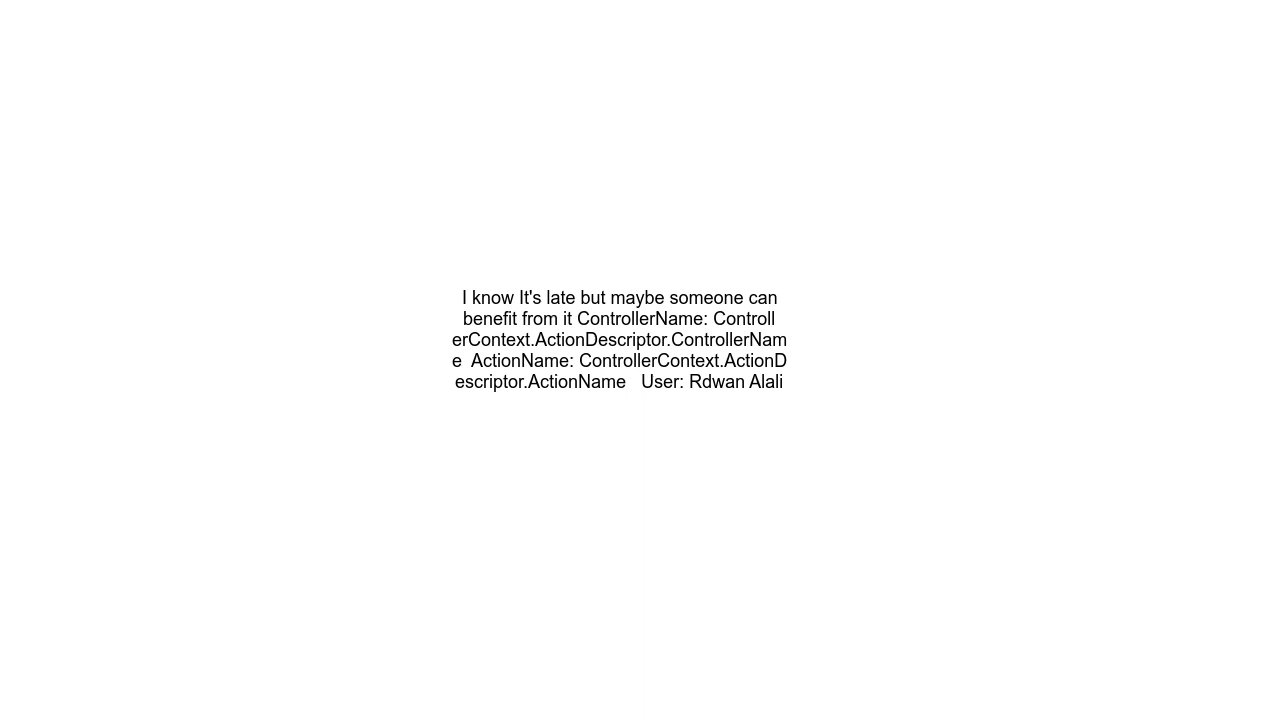 I know It's late but maybe someone can
benefit from it ControllerName: Controll
erContext.ActionDescriptor.ControllerNam
e  ActionName: ControllerContext.ActionD
escriptor.ActionName   User: Rdwan Alali